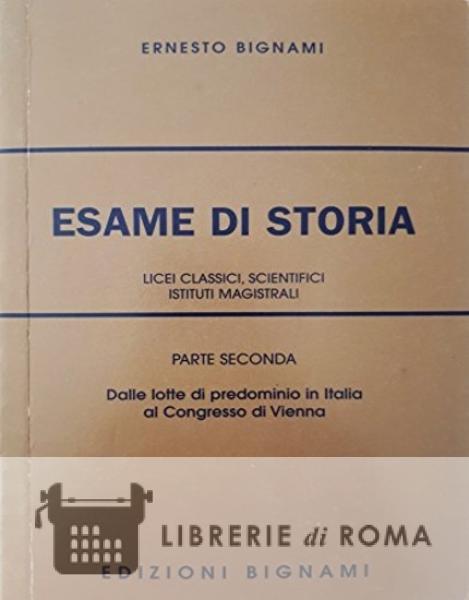 ERNESTO BIGNAMI
ESAME DI STORIA
LICEI CLASSICI, SCIENTIFICI
ISTITUTI MAGISTRALI
PARTE SECONDA
Dalle lotte di predominio in Italia
al Congresso di Vienna
LIBRERIE di ROMA
EDIZIONI BIGNAMI